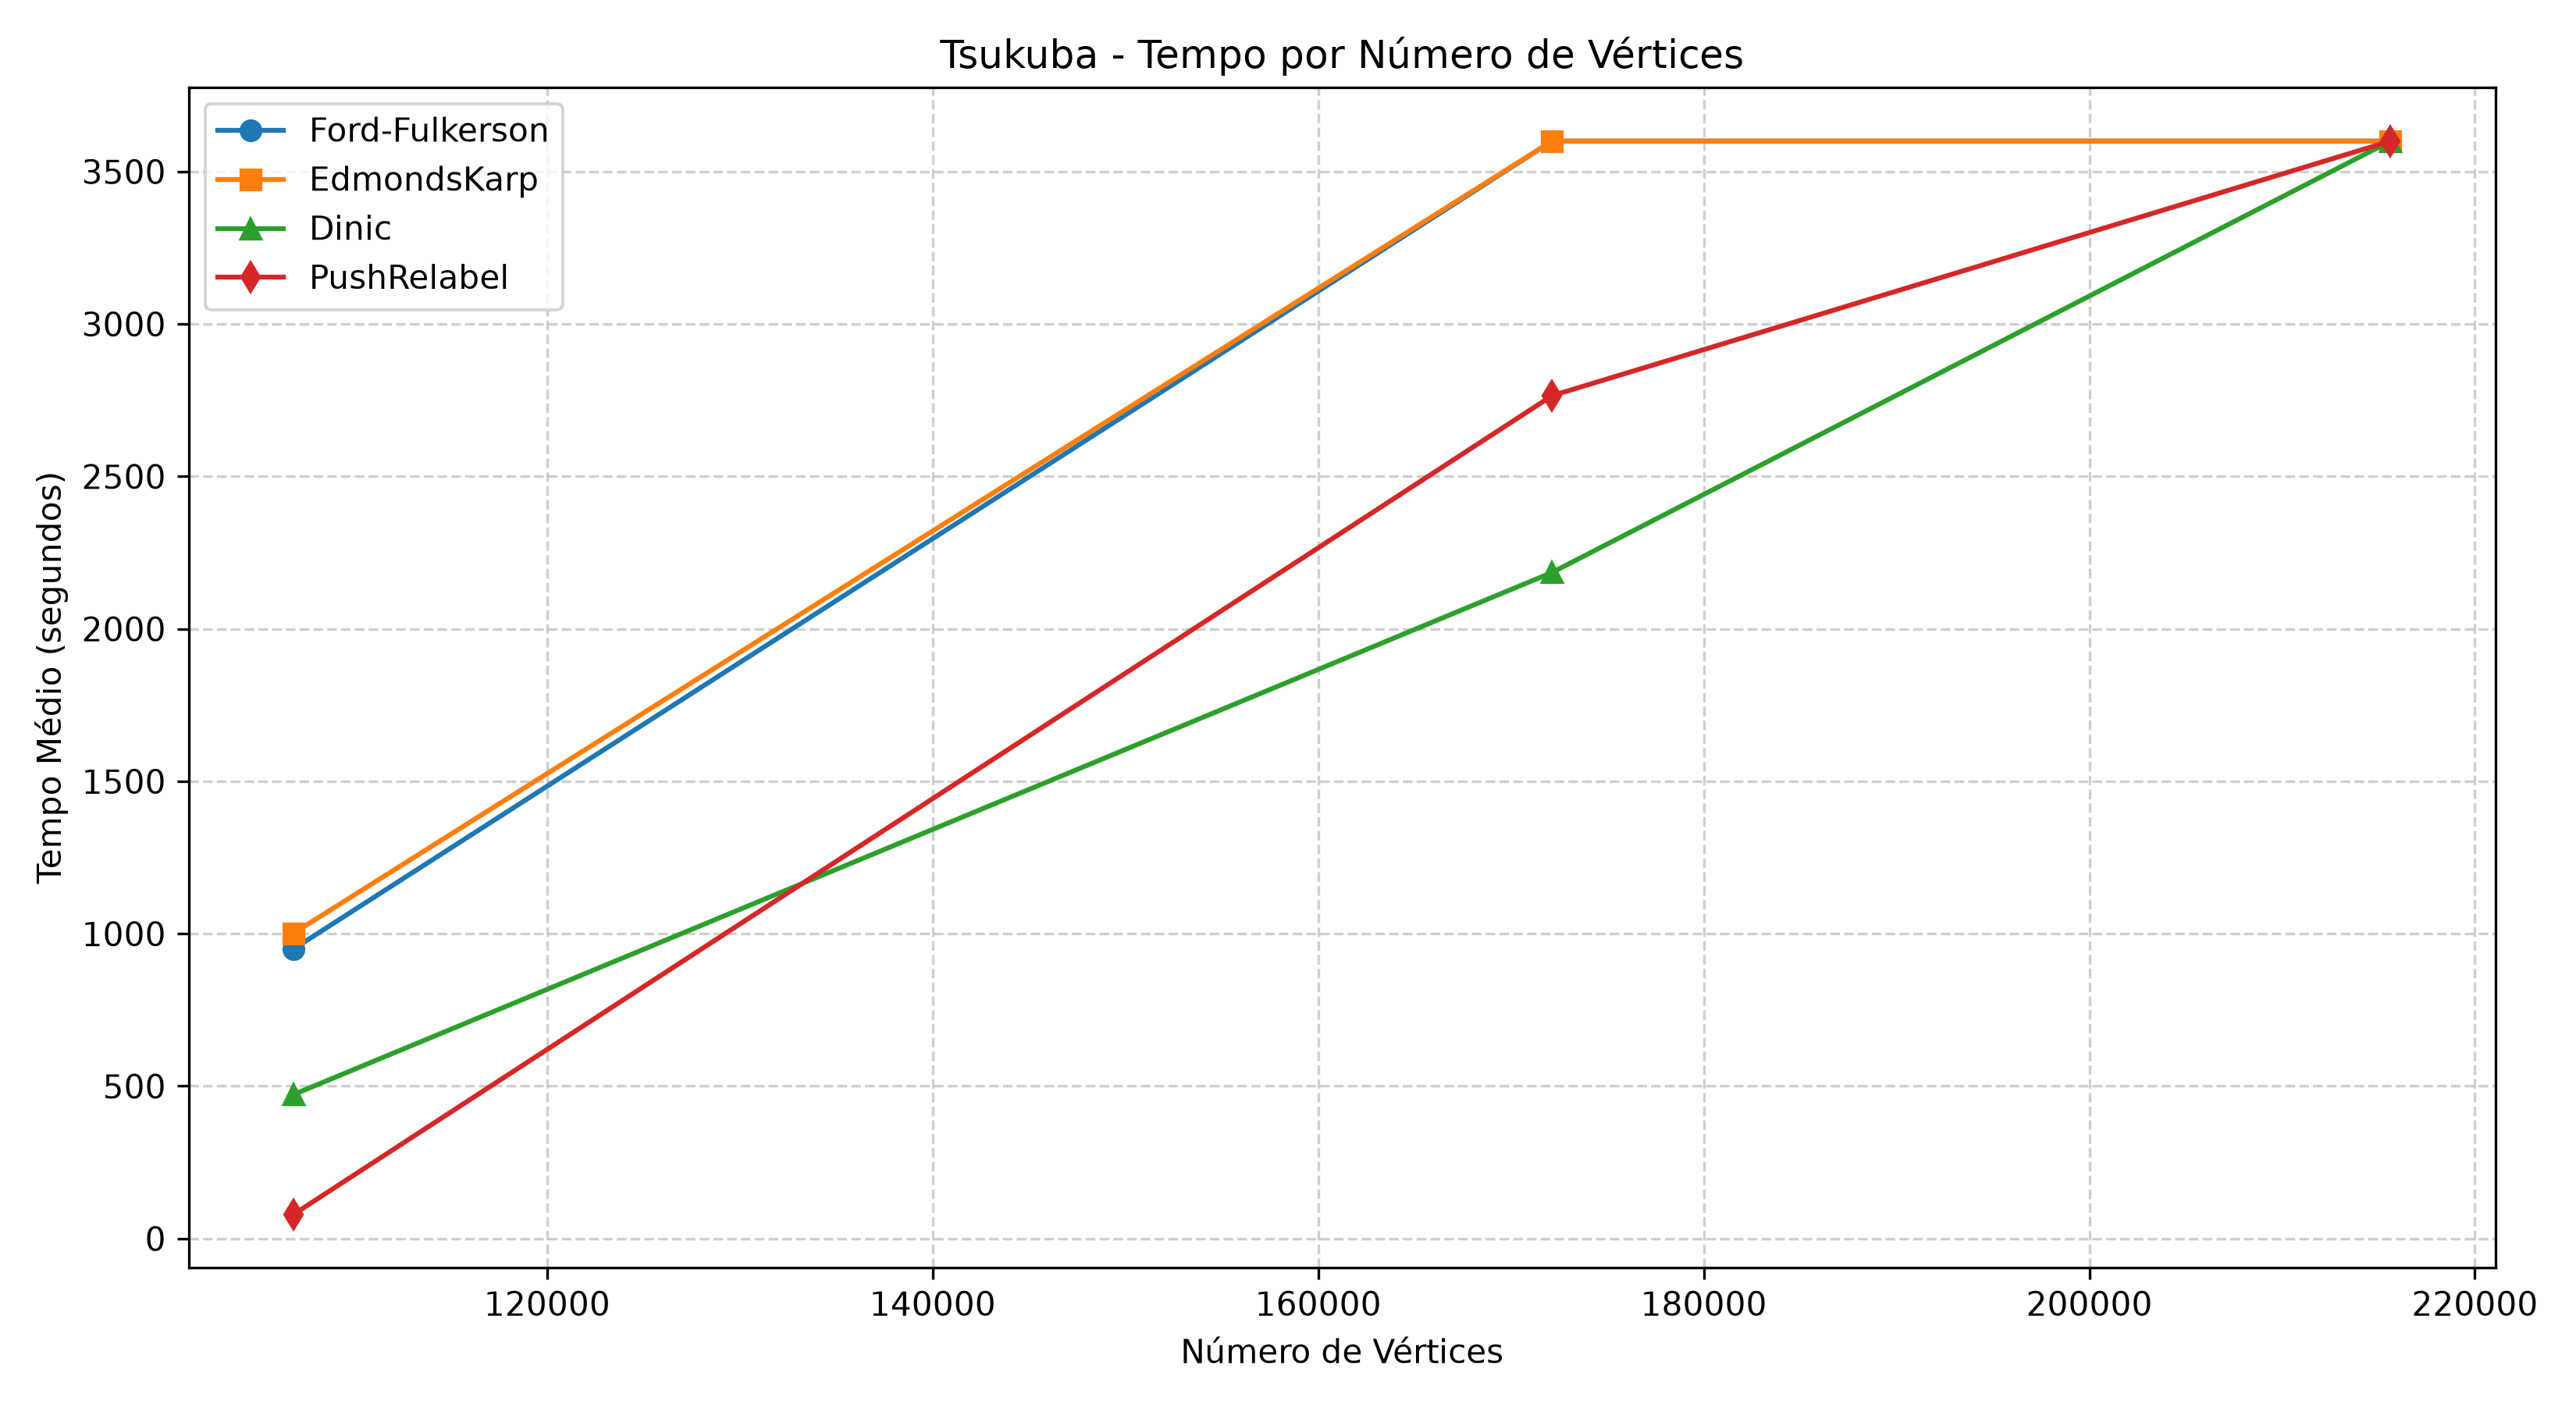 Tsukuba - Tempo por Número de Vértices
Ford-Fulkerson
EdmondsKarp
Dinic
PushRelabel
Tempo Médio (segundos)
3500
3000
2500
2000
1500
1000
500
0
120000
140000
160000
180000
200000
220000
Número de Vértices